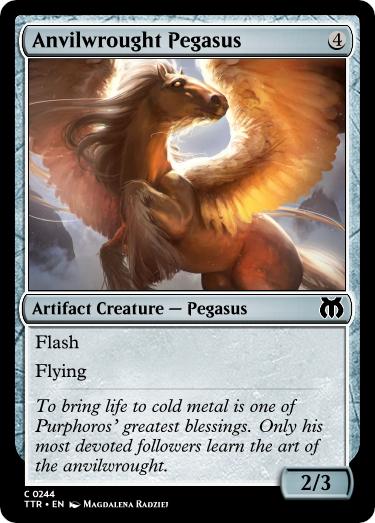 Anvilwrought Pegasus 4
Artifact Creature — Pegasus
Flash
Flying
To bring life to cold metal is one of
Purphoros' greatest blessings. Only his
most devoted followers learn the art of
the anvilwrought.
2/3
C 0244
TTR • EN Magdalena Radziej